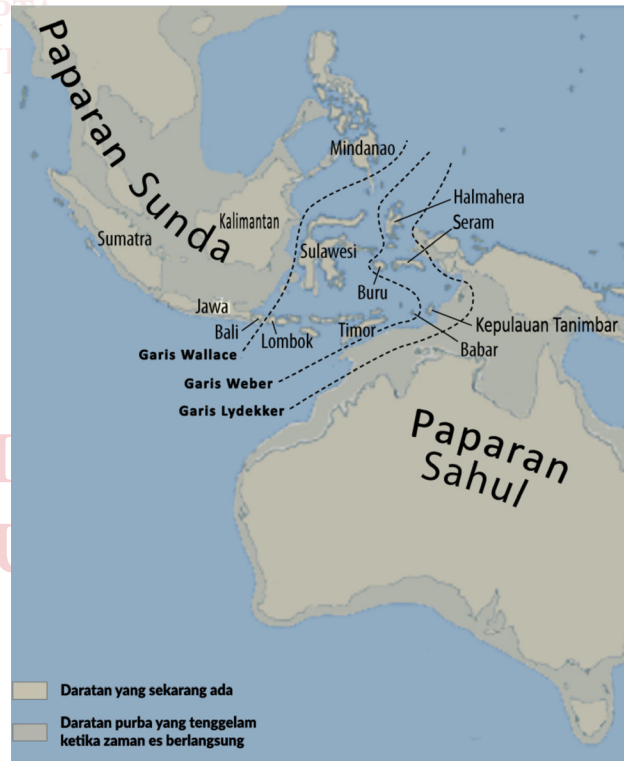 Paparan Sunda
Mindanao
Halmahera
Seram
Kalimantan
Sumatra
Sulawesi
Buru
Jawa
Bali
Lombok
Timor
Kepulauan Tanimbar
Babar
Garis Wallace
Garis Weber
Garis Lydekker
Paparan
Sahul
Daratan yang sekarang ada
Daratan purba yang tenggelam
ketika zaman es berlangsung